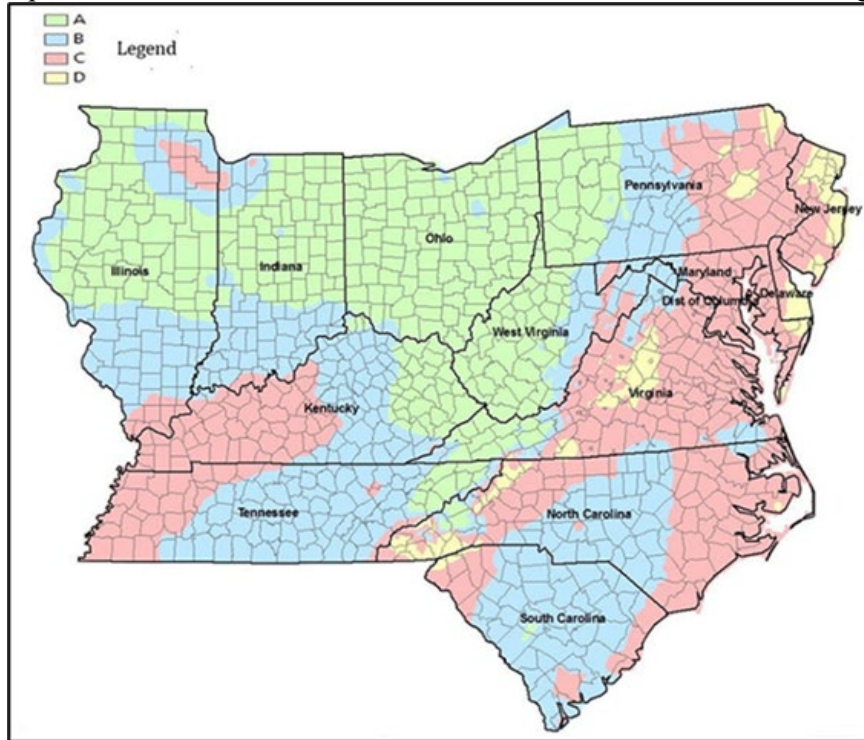 A
B
C
D
Legend
Pennsylvania
New Jersey
Ohio
Illinois
Indiana
Maryland
Dist of Columb
Delaware
West Virginia
Virginia
Kentucky
Tennessee
North Carolina
South Carolina